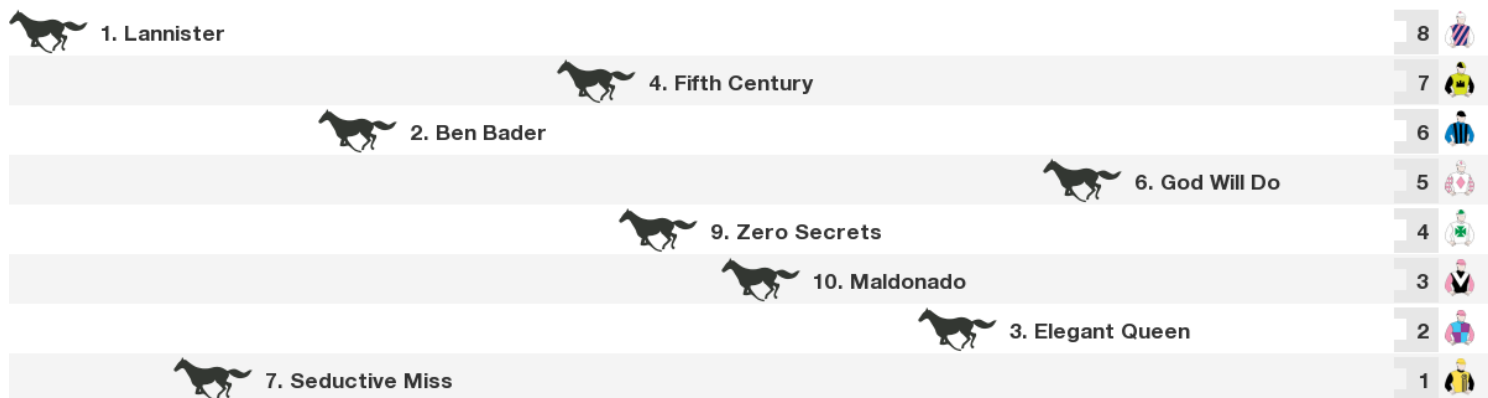 1. Lannister 8
4. Fifth Century 7
2. Ben Bader 6
6. God Will Do 5
9. Zero Secrets 4
10. Maldonado 3
3. Elegant Queen 2
7. Seductive Miss 1